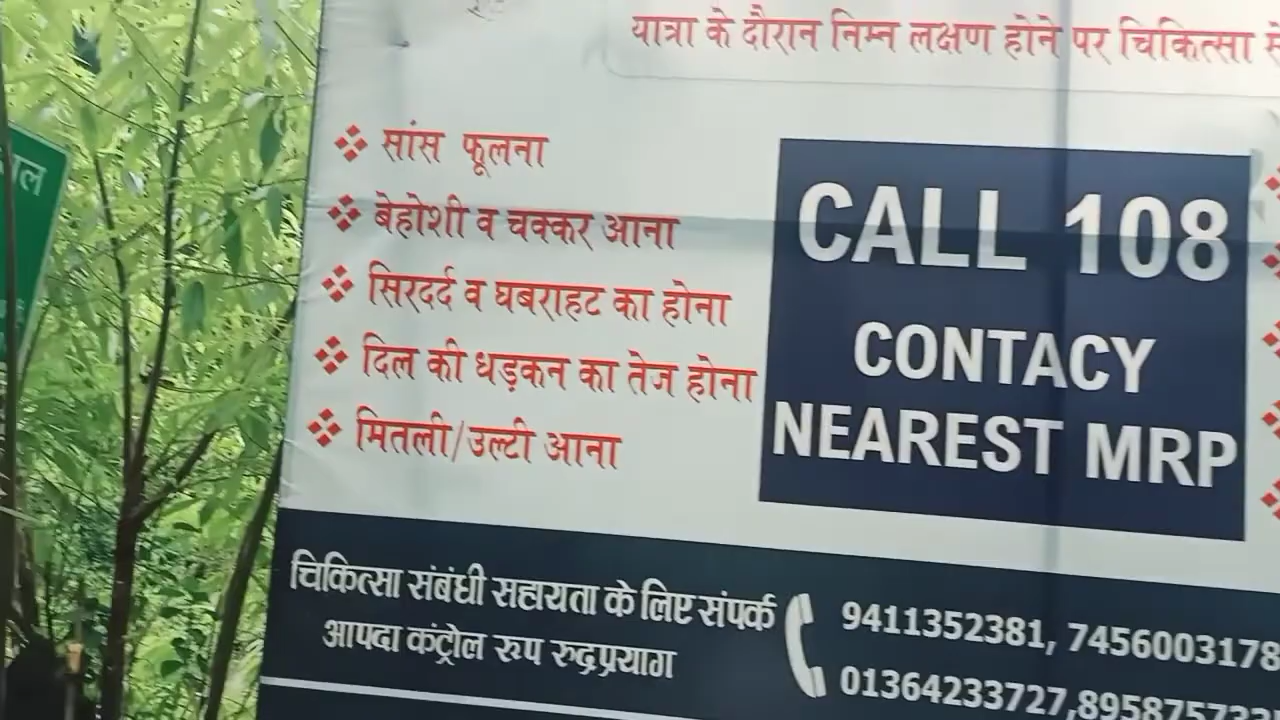 यात्रा के दौरान निम्न लक्षण होने पर चिकित्सा
सांस फूलना
बेहोशी व चक्कर आना
सिरदर्द व घबराहट का होना
दिल की धड़कन का तेज होना
मितली/उल्टी आना
CALL 108
CONTACY
NEAREST MRP
चिकित्सा संबंधी सहायता के लिए संपर्क
आपदा कंट्रोल रुप रुद्रप्रयाग
9411352381, 7456003178
01364233727,